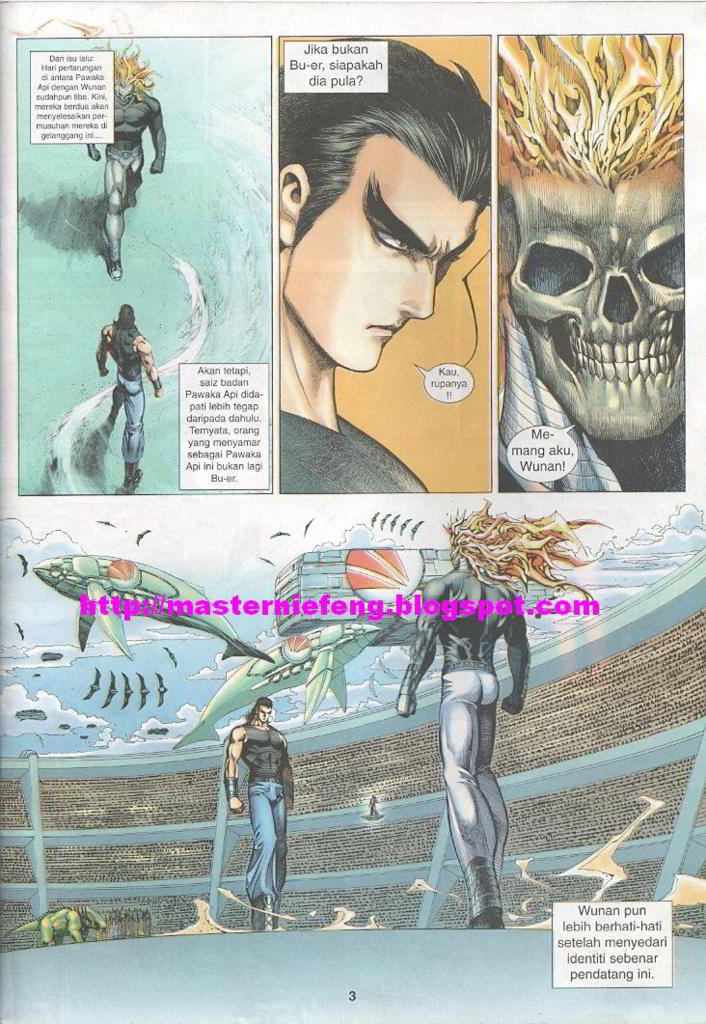 Dari isu lalu:
Hari pertarungan
di antara Pawaka
Api dengan Wunan
sudahpun tiba. Kini,
mereka berdua akan
menyelesaikan per-
musuhan mereka di
gelanggang ini....
Akan tetapi,
saiz badan
Pawaka Api dida-
pati lebih tegap
daripada dahulu.
Ternyata, orang
yang menyamar
sebagai Pawaka
Api ini bukan lagi
Bu-er.
Jika bukan
Bu-er, siapakah
dia pula?
Kau,
rupanya
!!
Me-
mang aku,
Wunan!
http://masterniefeng.blogspot.com
Wunan pun
lebih berhati-hati
setelah menyedari
identiti sebenar
pendatang ini.
3